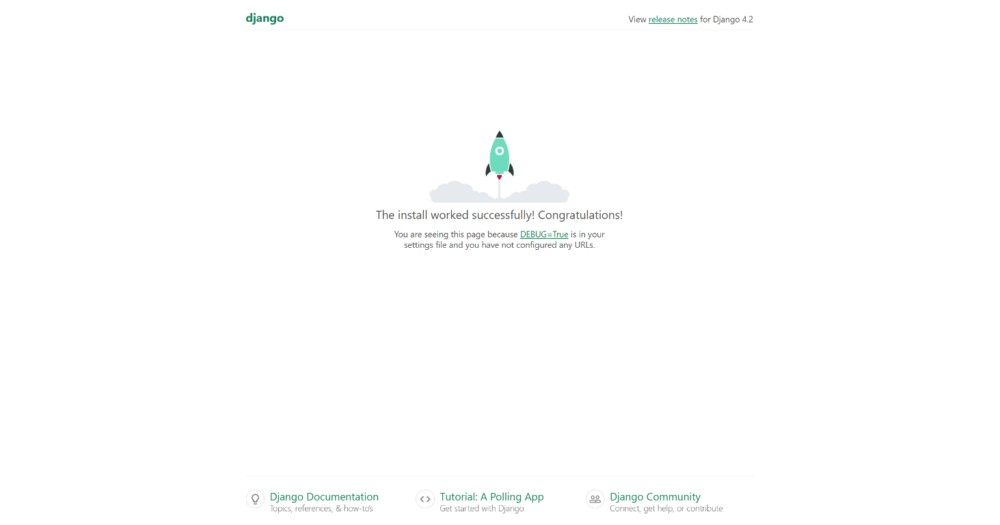 django
View release notes for Django 4.2
The install worked successfully! Congratulations!
You are seeing this page because DEBUG=True is in your
settings file and you have not configured any URLs.
Django Documentation
Topics, references, & how-to's
Tutorial: A Polling App
Get started with Django
Django Community
Connect, get help, or contribute